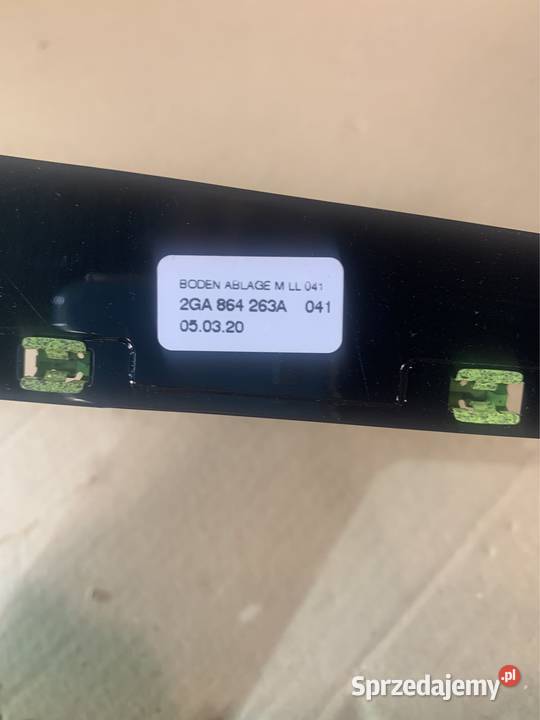 BODEN ABLAGE M LL 041
2GA 864 263A 041
05.03.20
Sprzedajemy.pl